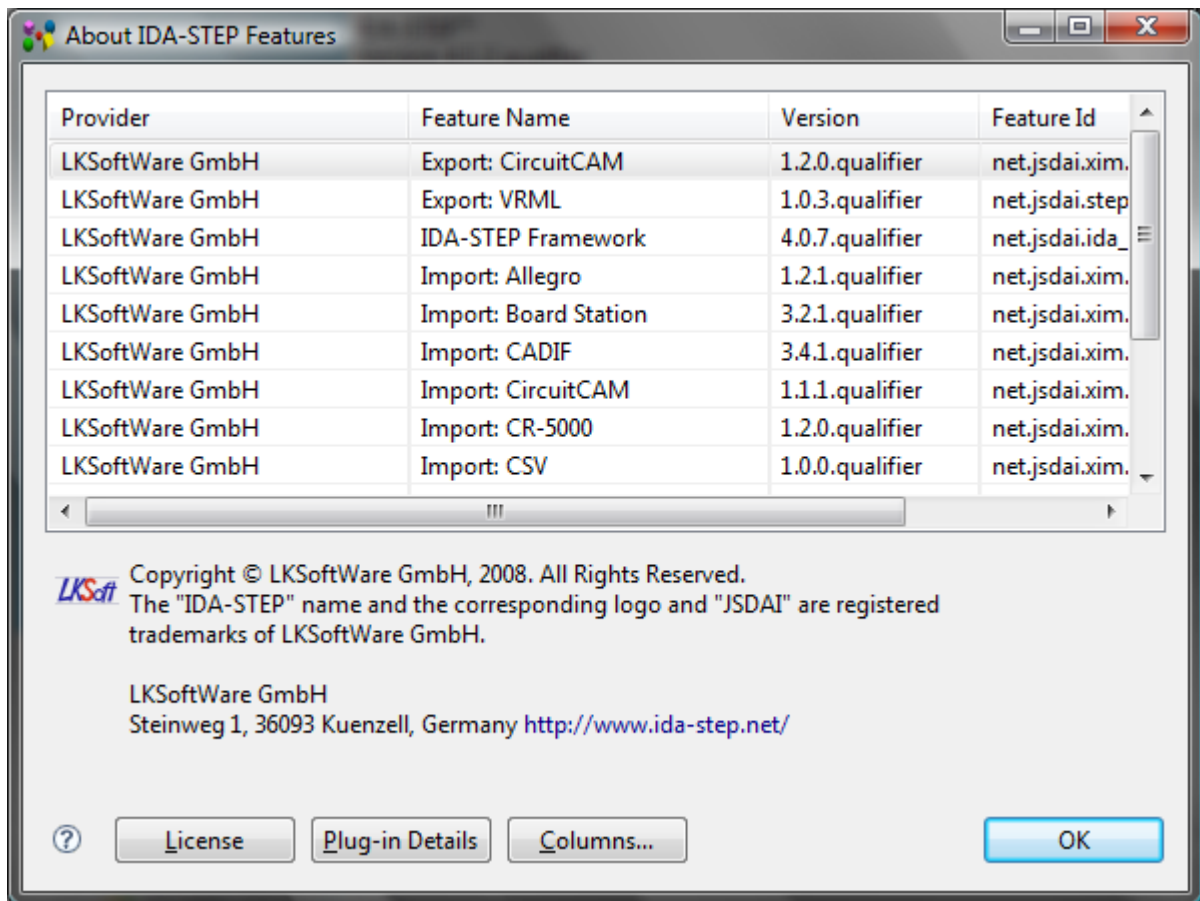 About IDA-STEP Features
Provider Feature Name Version Feature Id
LKSoftWare GmbH Export: CircuitCAM 1.2.0.qualifier net.jsdai.xim.
LKSoftWare GmbH Export: VRML 1.0.3.qualifier net.jsdai.step
LKSoftWare GmbH IDA-STEP Framework 4.0.7.qualifier net.jsdai.ida_
LKSoftWare GmbH Import: Allegro 1.2.1.qualifier net.jsdai.xim.
LKSoftWare GmbH Import: Board Station 3.2.1.qualifier net.jsdai.xim.
LKSoftWare GmbH Import: CADIF 3.4.1.qualifier net.jsdai.xim.
LKSoftWare GmbH Import: CircuitCAM 1.1.1.qualifier net.jsdai.xim.
LKSoftWare GmbH Import: CR-5000 1.2.0.qualifier net.jsdai.xim.
LKSoftWare GmbH Import: CSV 1.0.0.qualifier net.jsdai.xim.
LKSoft
Copyright © LKSoftWare GmbH, 2008. All Rights Reserved.
The "IDA-STEP" name and the corresponding logo and "JSDAI" are registered
trademarks of LKSoftWare GmbH.
LKSoftWare GmbH
Steinweg 1, 36093 Kuenzell, Germany http://www.ida-step.net/
License Plug-in Details Columns... OK